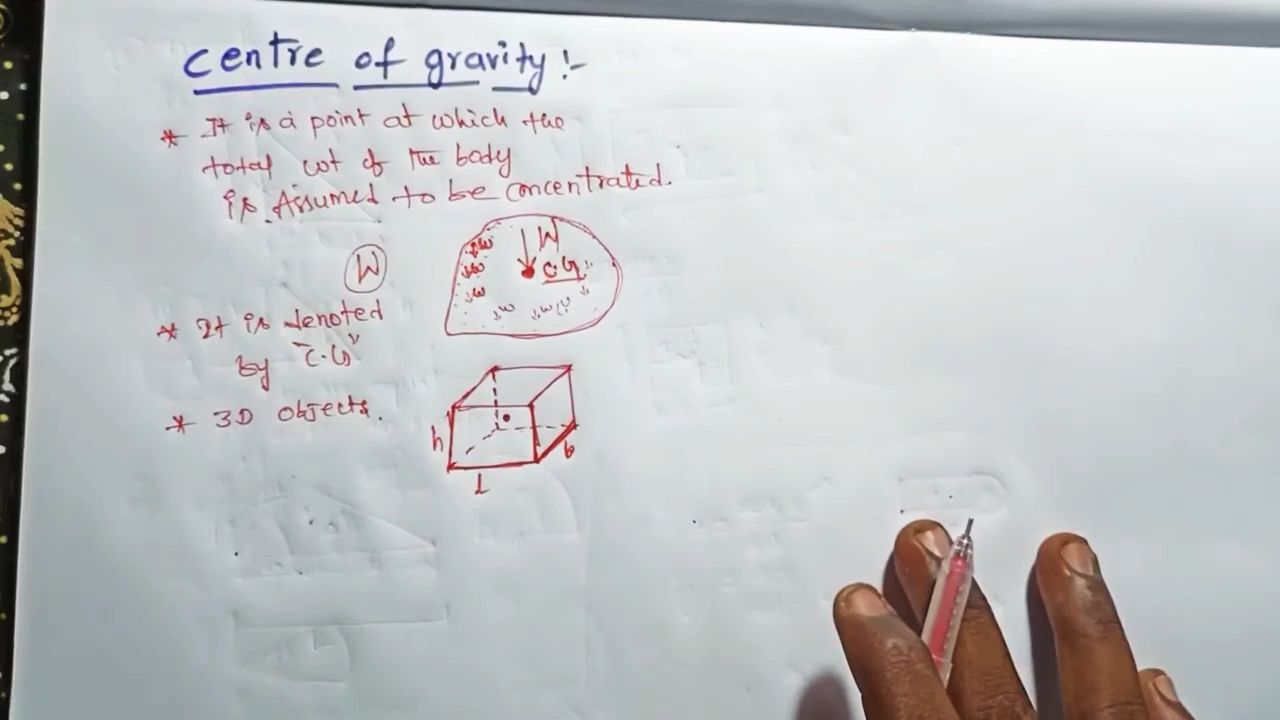 centre of gravity :-
* It is a point at which the
total wt of the body
is Assumed to be concentrated.
W
W
C.G
w
w
w
w
w
* It is denoted
by "C.G"
* 3D objects.
h
b
L